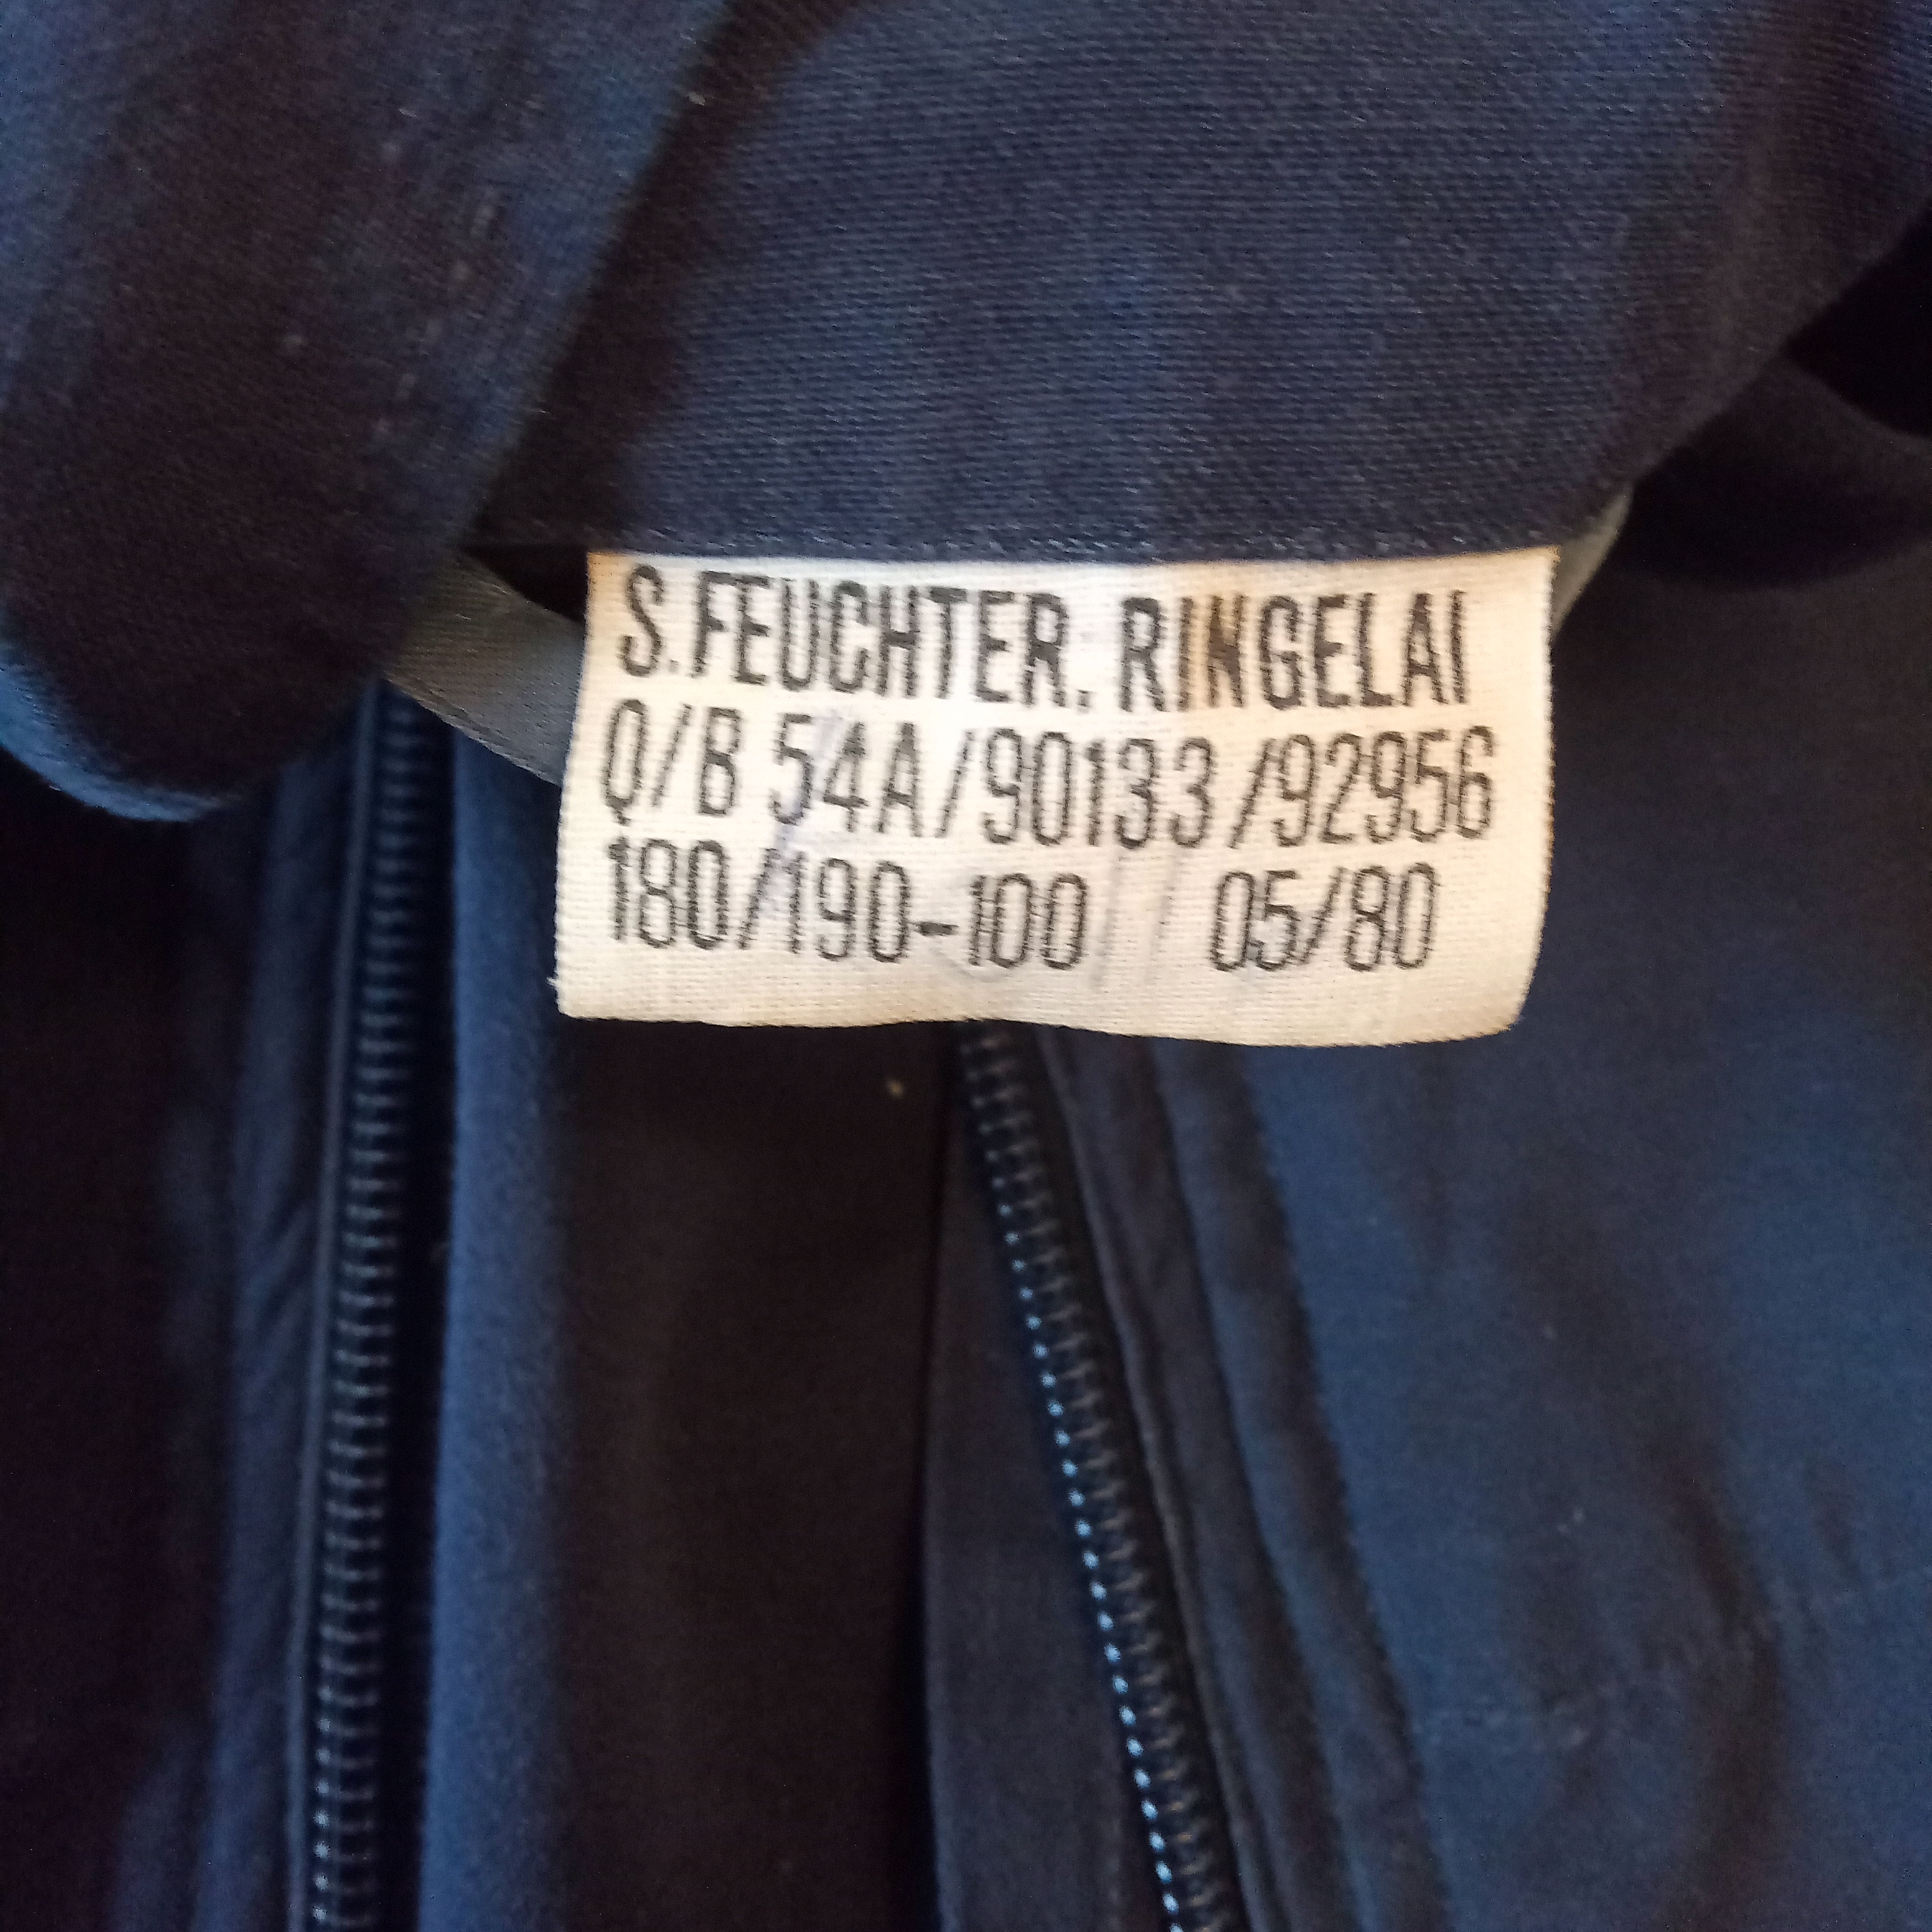 S.FEUCHTER. RINGELAI
Q/B 54A/90133/92956
180/190-100 05/80